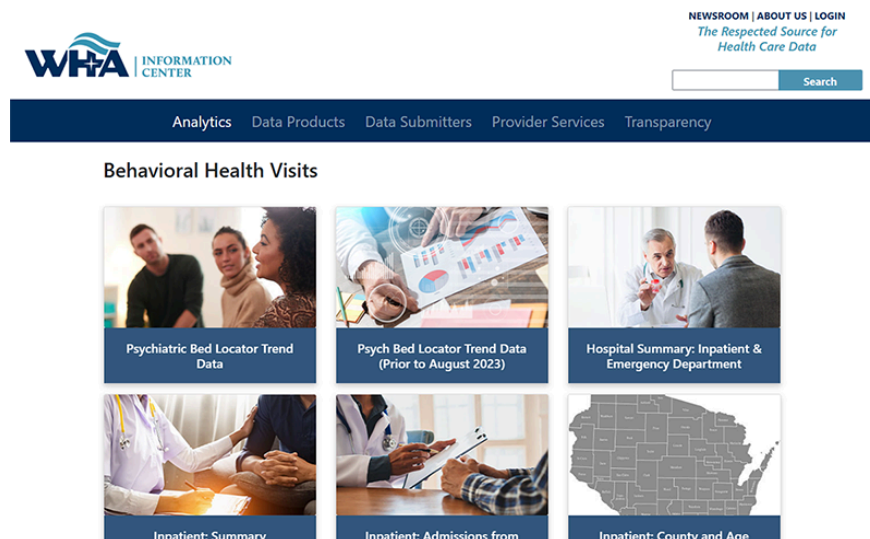 NEWSROOM | ABOUT US | LOGIN
The Respected Source for
Health Care Data
WHA INFORMATION
CENTER
Search
Analytics Data Products Data Submitters Provider Services Transparency
Behavioral Health Visits
Psychiatric Bed Locator Trend
Data
Psych Bed Locator Trend Data
(Prior to August 2023)
Hospital Summary: Inpatient &
Emergency Department
Inpatient: Summary
Inpatient: Admissions from
Inpatient: County and Age